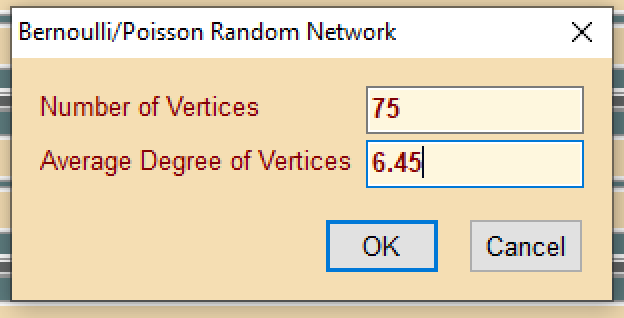 Bernoulli/Poisson Random Network
Number of Vertices 75
Average Degree of Vertices 6.45
OK Cancel